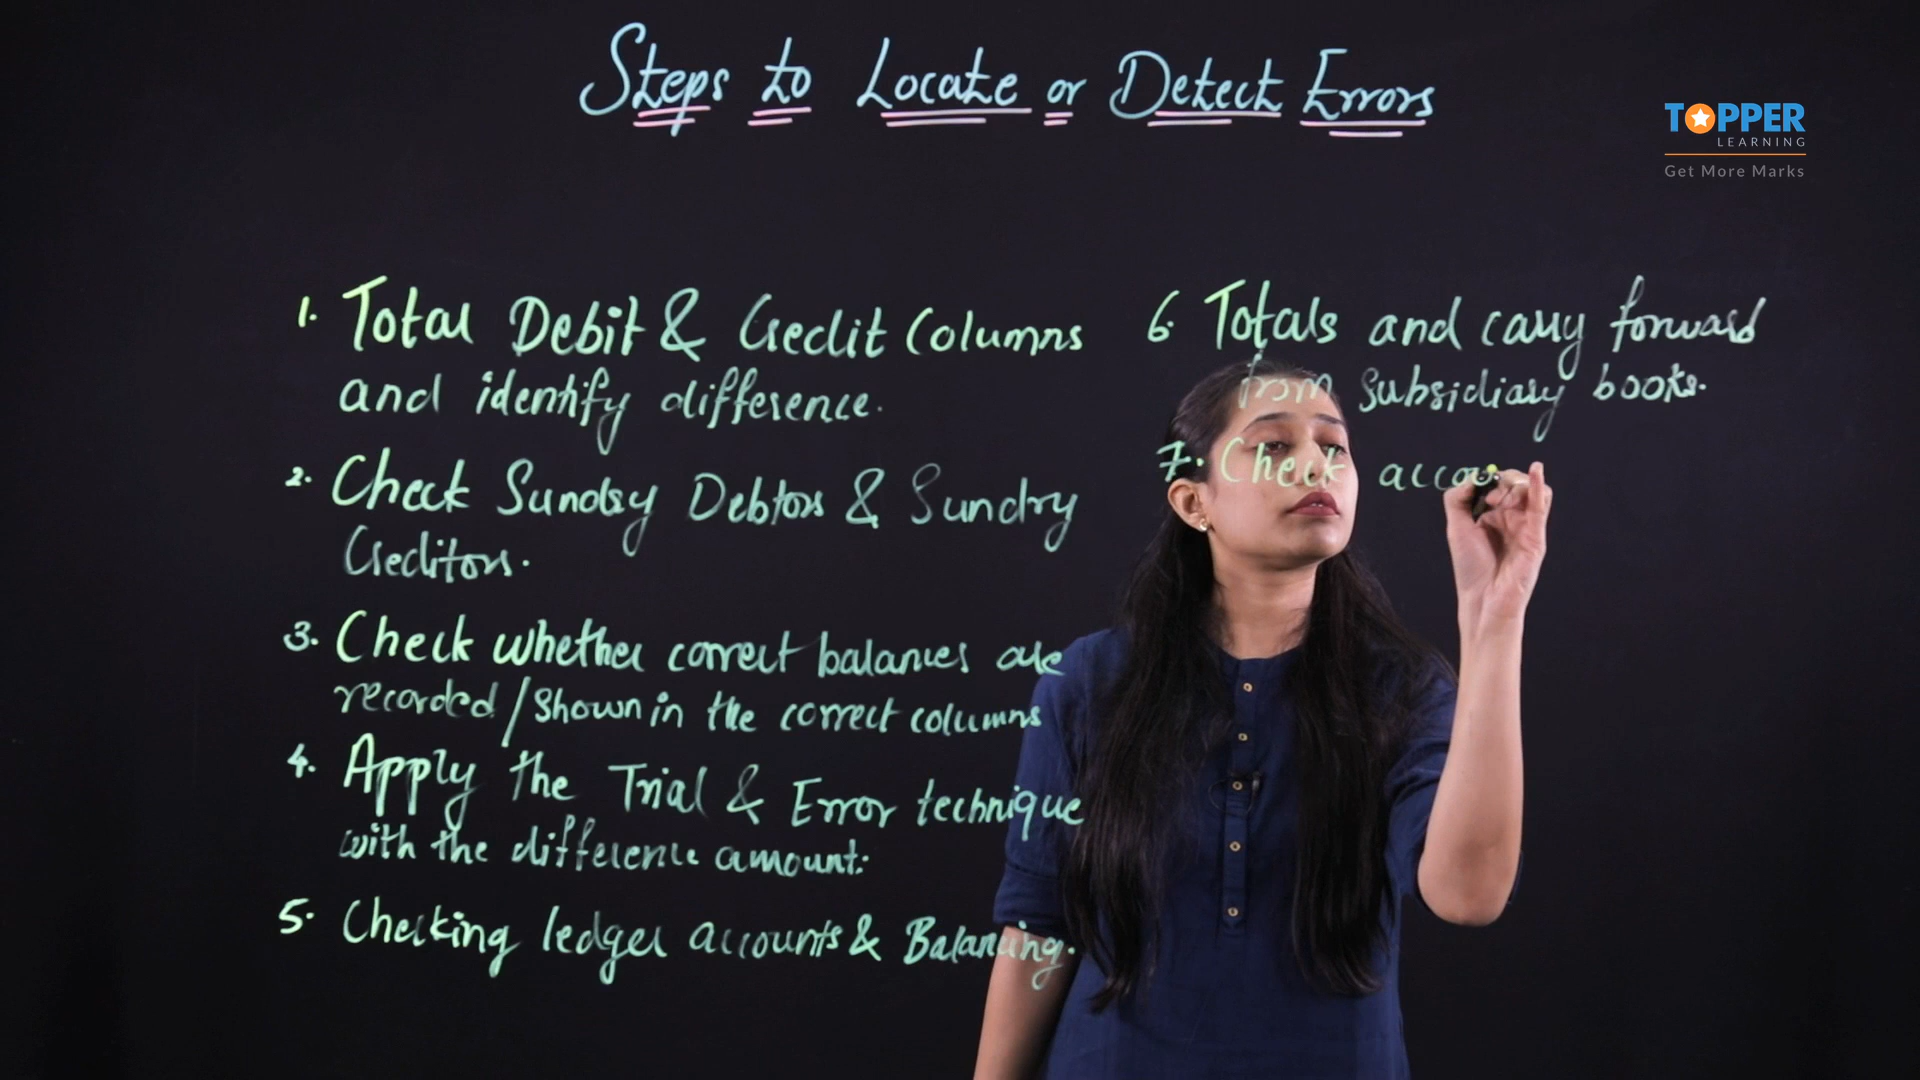 Steps to Locate or Detect Errors
TOPPER
LEARNING
Get More Marks
1. Total Debit & Credit Columns
and identify difference.
2. Check Sundry Debtors & Sundry
Creditors.
3. Check whether correct balances are
recorded/shown in the correct columns
4. Apply the Trial & Error technique
with the difference amount:
5. Checking ledger accounts & Balancing.
6. Totals and carry forward
from subsidiary books.
7. Check